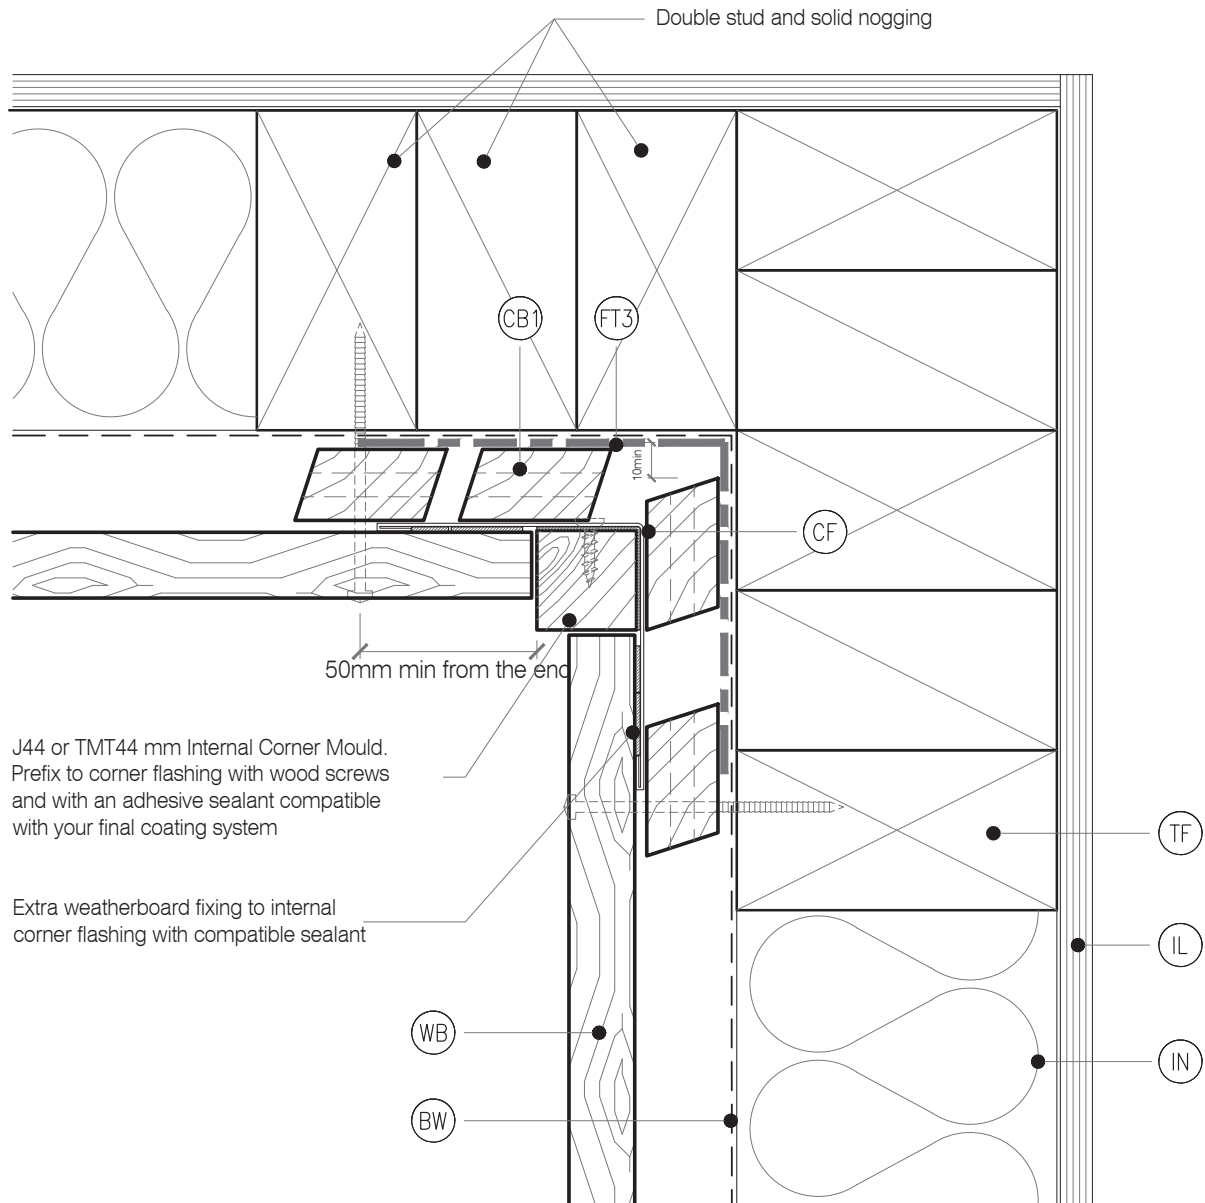 Double stud and solid nogging
CB1
FT3
10min
CF
50mm min from the end
J44 or TMT44 mm Internal Corner Mould.
Prefix to corner flashing with wood screws
and with an adhesive sealant compatible
with your final coating system
TF
Extra weatherboard fixing to internal
corner flashing with compatible sealant
IL
WB
IN
BW